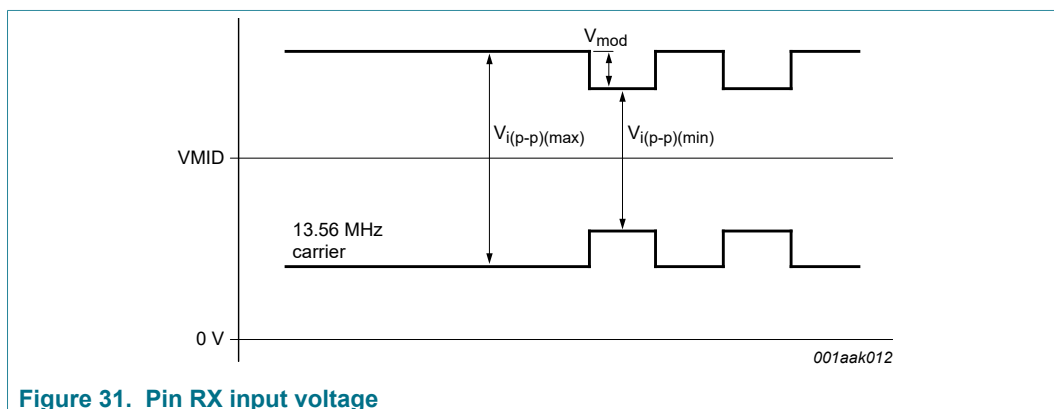 Vmod
Vi(p-p)(max)
Vi(p-p)(min)
VMID
13.56 MHz
carrier
0 V
001aak012
Figure 31. Pin RX input voltage